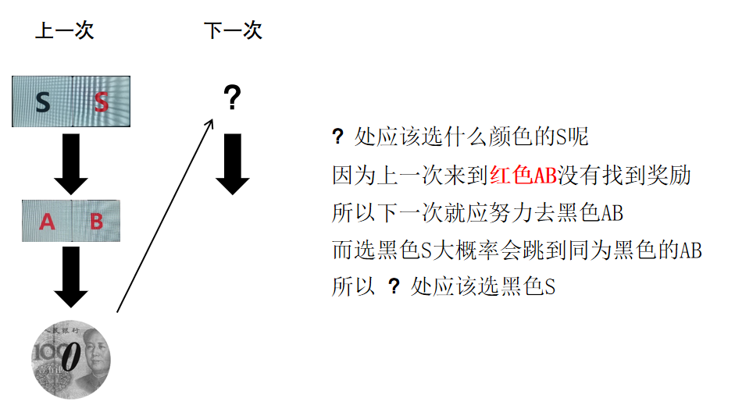 上一次
下一次
S S
?
A B
100
0
? 处应该选什么颜色的S呢
因为上一次来到红色AB没有找到奖励
所以下一次就应努力去黑色AB
而选黑色S大概率会跳到同为黑色的AB
所以 ? 处应该选黑色S